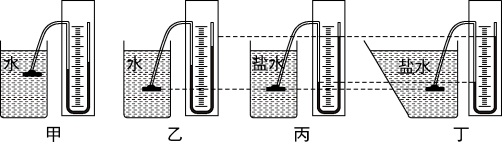 水 水 盐水 盐水
甲 乙 丙 丁